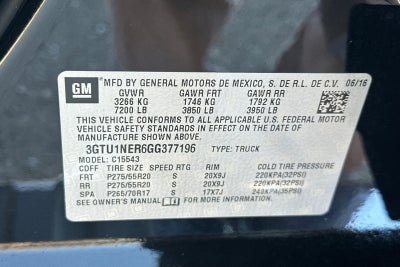 GM
MFD BY GENERAL MOTORS DE MEXICO, S. DE R.L. DE C.V. 06/16
GVWR GAWR FRT GAWR RR
3266 KG 1746 KG 1792 KG
7200 LB 3850 LB 3950 LB
THIS VEHICLE CONFORMS TO ALL APPLICABLE U.S. FEDERAL
MOTOR VEHICLE SAFETY
STANDARDS IN EFFECT ON THE DATE OF MANUFACTURE SHOWN ABOVE.
3GTU1NER6GG377196 TYPE: TRUCK
C15543
CDFF TIRE SIZE SPEED RTG RIM COLD TIRE PRESSURE
FRT P275/55R20 S 20X9J 220KPA(32PSI)
RR P275/55R20 S 20X9J 220KPA(32PSI)
SPA P265/70R17 S 17X7J 240KPA(35PSI)
SEE OWNER'S MANUAL FOR MORE INFORMATION